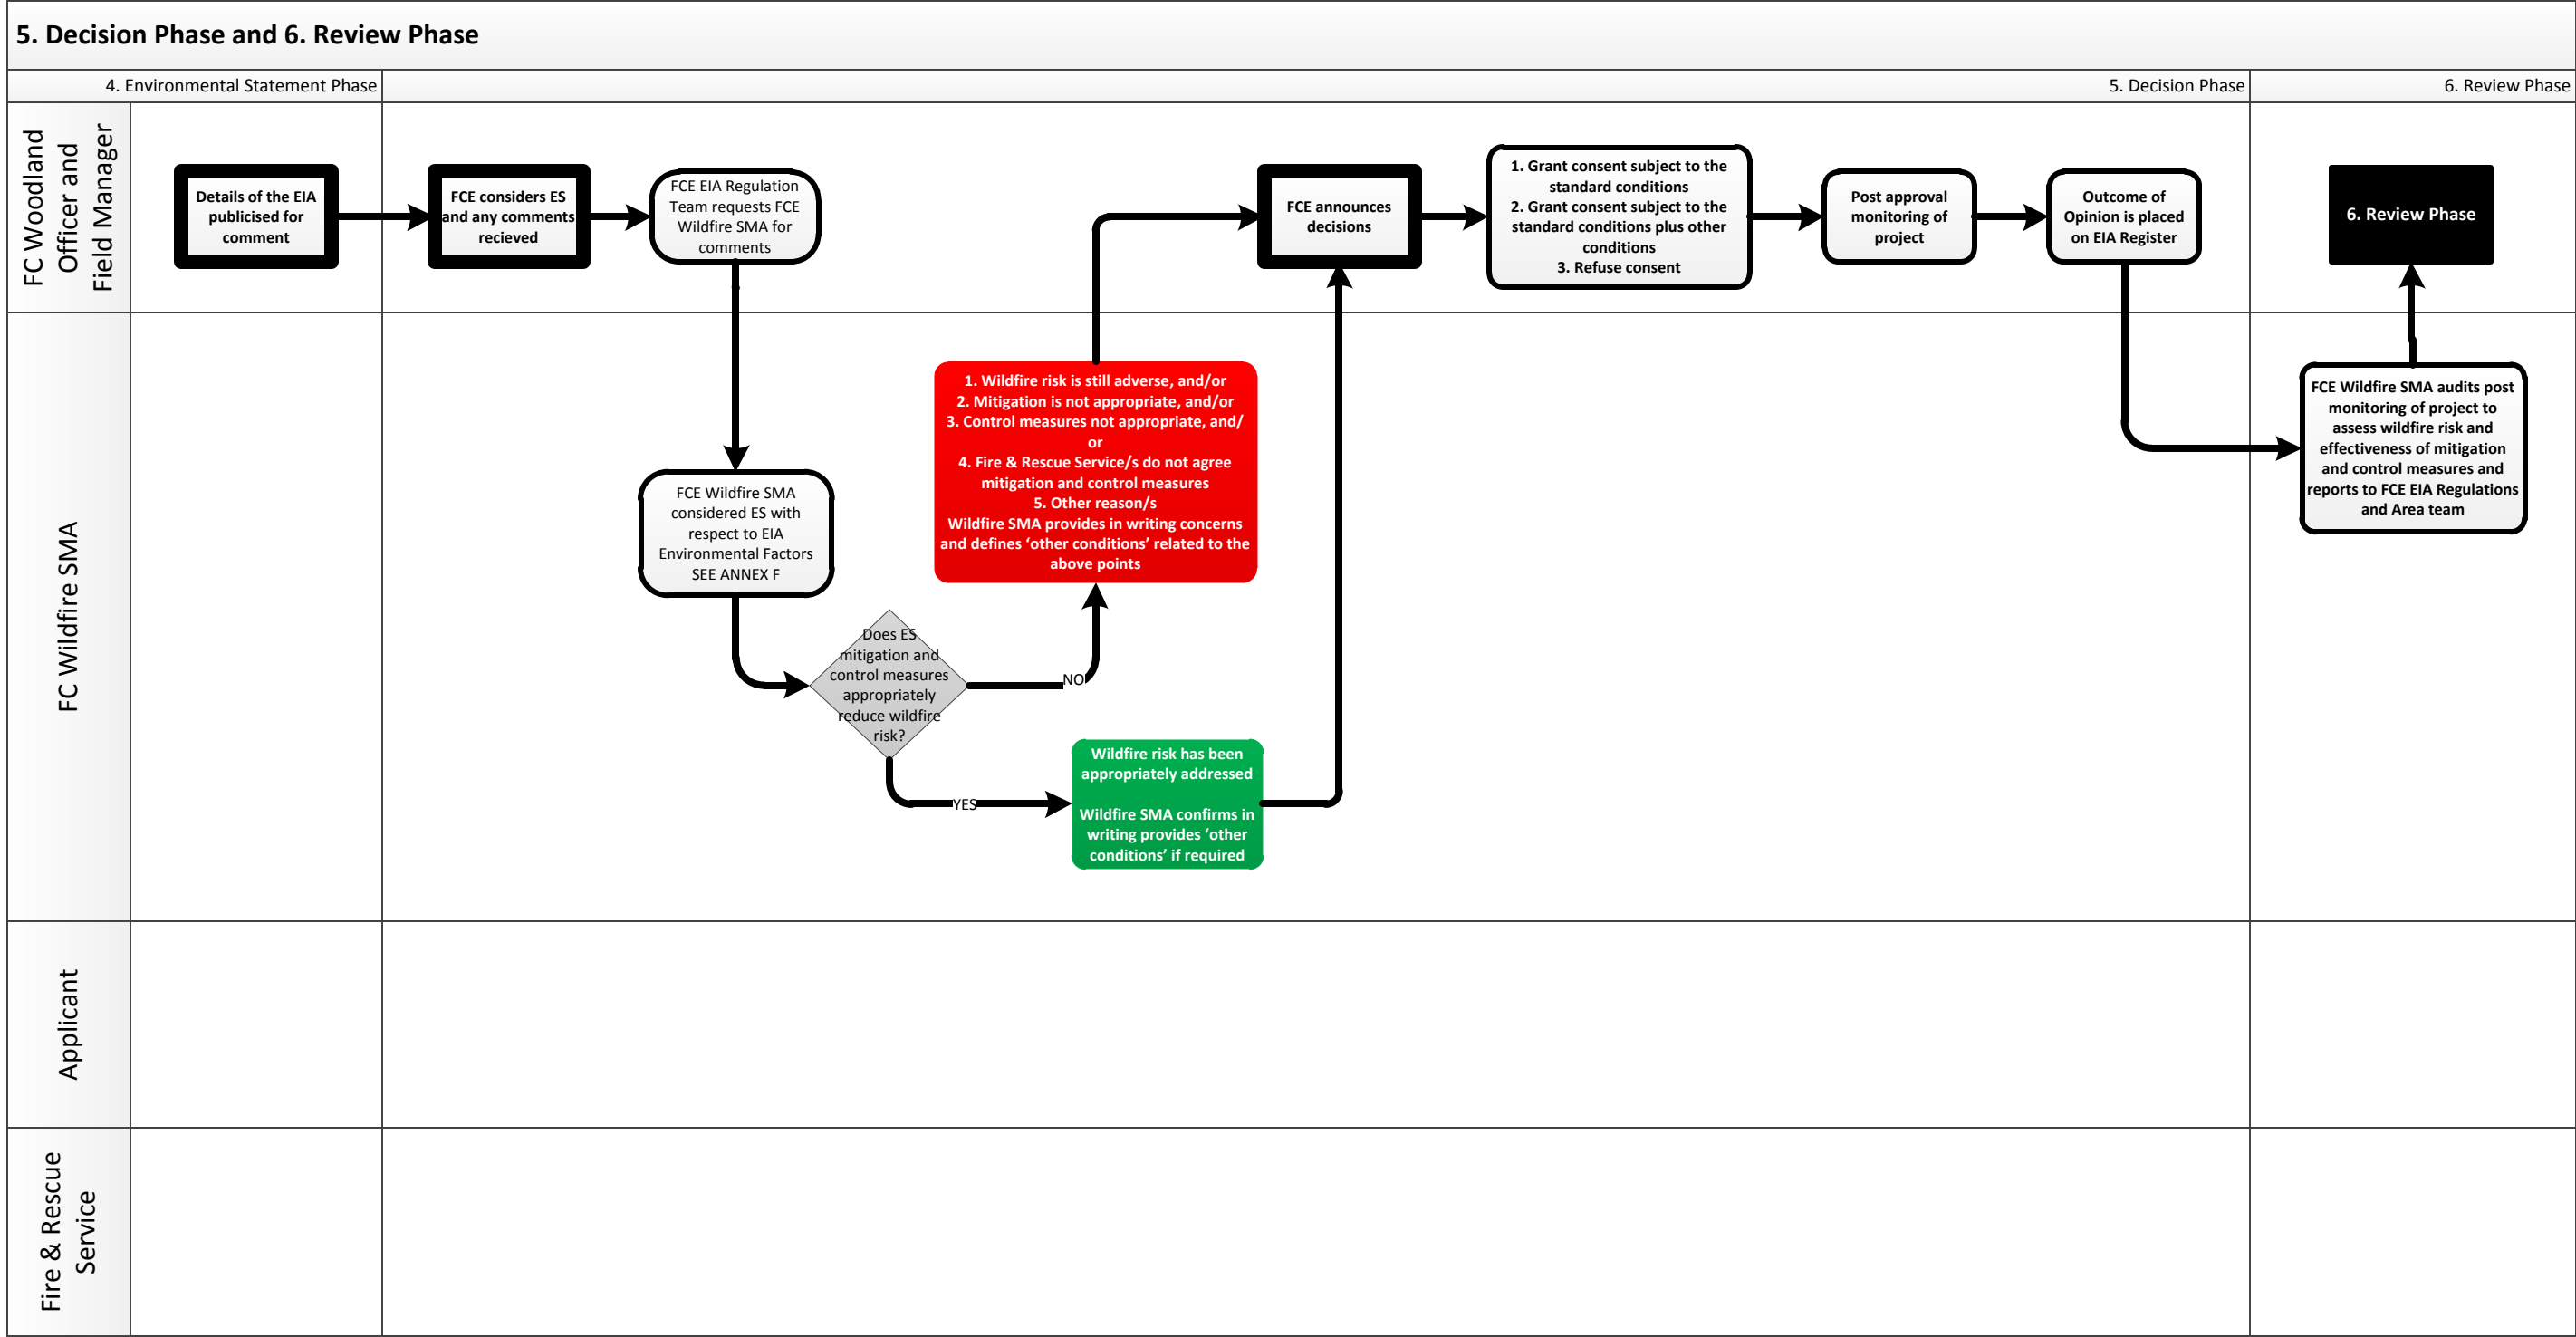 5. Decision Phase and 6. Review Phase
4. Environmental Statement Phase
5. Decision Phase
6. Review Phase
FC Woodland
Officer and
Field Manager
Details of the EIA
publicised for
comment
FCE considers ES
and any comments
recieved
FCE EIA Regulation
Team requests FCE
Wildfire SMA for
comments
FCE announces
decisions
1. Grant consent subject to the
standard conditions
2. Grant consent subject to the
standard conditions plus other
conditions
3. Refuse consent
Post approval
monitoring of
project
Outcome of
Opinion is placed
on EIA Register
6. Review Phase
FC Wildfire SMA
FCE Wildfire SMA
considered ES with
respect to EIA
Environmental Factors
SEE ANNEX F
Does ES
mitigation and
control measures
appropriately
reduce wildfire
risk?
NO
1. Wildfire risk is still adverse, and/or
2. Mitigation is not appropriate, and/or
3. Control measures not appropriate, and/
or
4. Fire & Rescue Service/s do not agree
mitigation and control measures
5. Other reason/s
Wildfire SMA provides in writing concerns
and defines ‘other conditions’ related to the
above points
YES
Wildfire risk has been
appropriately addressed
Wildfire SMA confirms in
writing provides ‘other
conditions’ if required
FCE Wildfire SMA audits post
monitoring of project to
assess wildfire risk and
effectiveness of mitigation
and control measures and
reports to FCE EIA Regulations
and Area team
Applicant
Fire & Rescue
Service